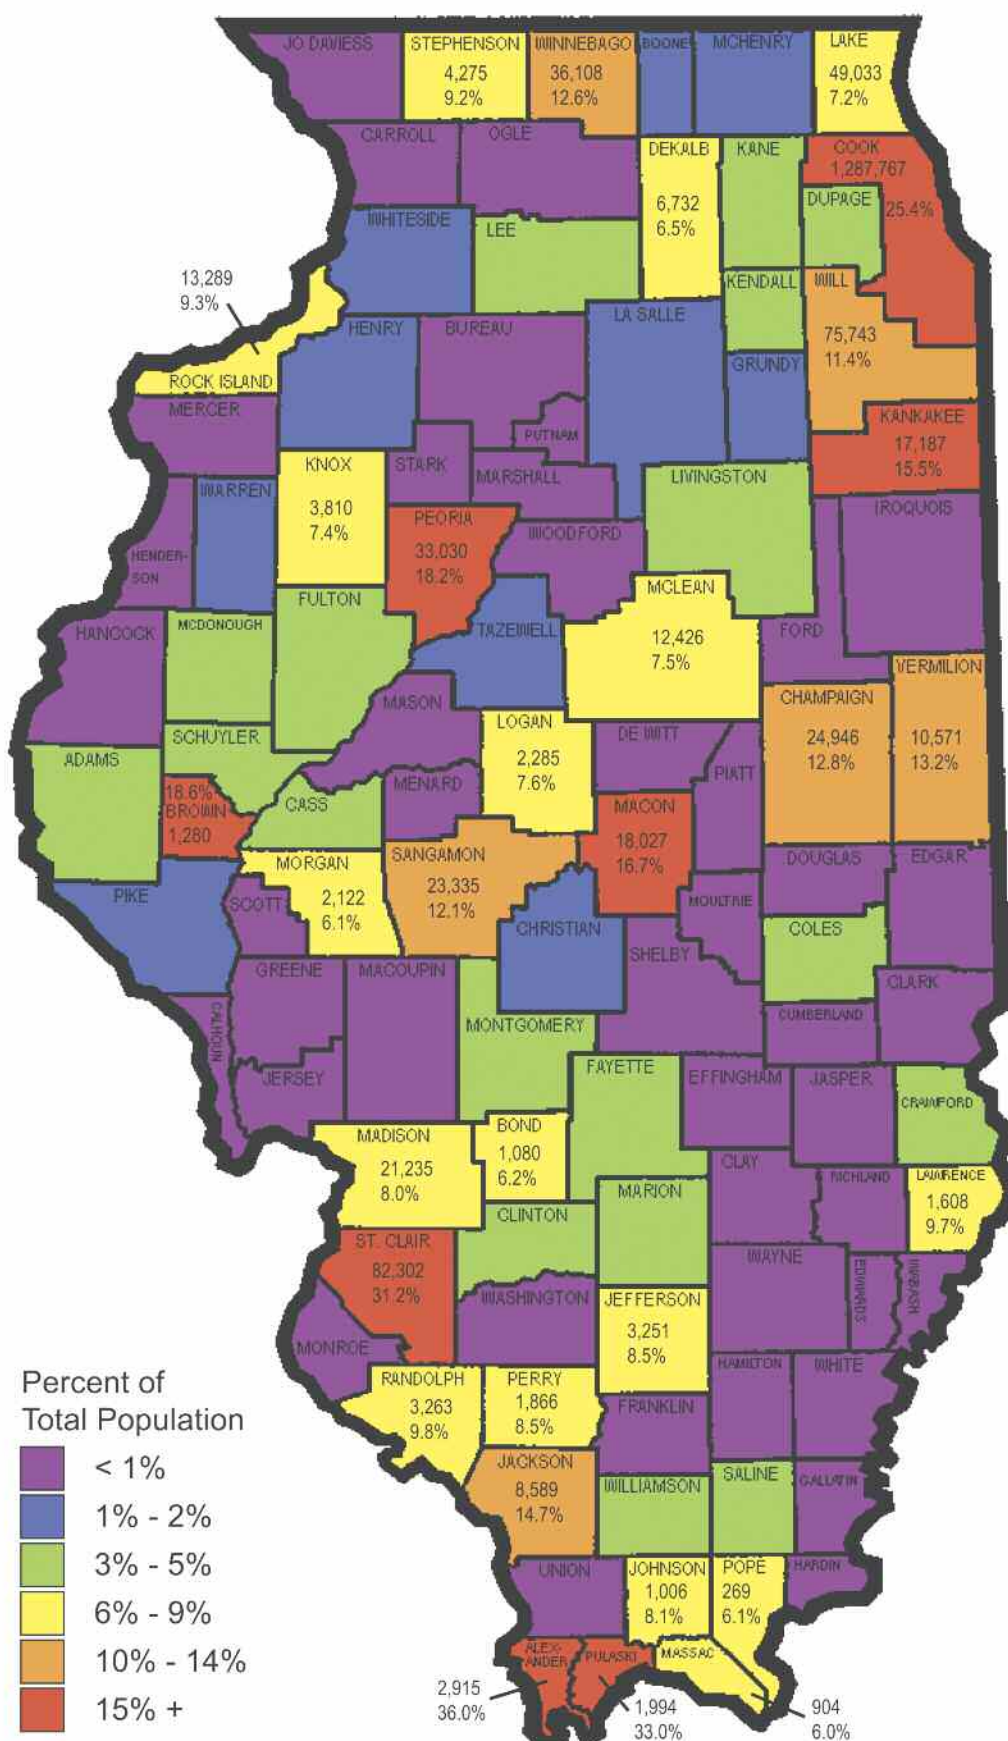 JO DAVIESS
STEPHENSON
4,275
9.2%
WINNEBAGO
36,108
12.6%
BOONE
MCHENRY
LAKE
49,033
7.2%
CARROLL
OGLE
DEKALB
6,732
6.5%
KANE
COOK
1,287,767
25.4%
DUPAGE
WHITESIDE
LEE
13,289
9.3%
ROCK ISLAND
HENRY
BUREAU
LA SALLE
KENDALL
WILL
75,743
11.4%
GRUNDY
MERCER
PUTNAM
KANKAKEE
17,187
15.5%
KNOX
3,810
7.4%
STARK
MARSHALL
LIVINGSTON
IROQUOIS
WARREN
HENDER-
SON
PEORIA
33,030
18.2%
WOODFORD
MCLEAN
12,426
7.5%
HANCOCK
MCDONOUGH
FULTON
TAZEWELL
FORD
VERMILION
10,571
13.2%
CHAMPAIGN
24,946
12.8%
MASON
LOGAN
2,285
7.6%
DE WITT
PIATT
ADAMS
SCHUYLER
18.6%
BROWN
1,280
CASS
MENARD
MACON
18,027
16.7%
MORGAN
2,122
6.1%
SANGAMON
23,335
12.1%
DOUGLAS
EDGAR
PIKE
SCOTT
CHRISTIAN
MOULTRIE
COLES
SHELBY
GREENE
MACOUPIN
CLARK
CUMBERLAND
CALHOUN
MONTGOMERY
JERSEY
FAYETTE
EFFINGHAM
JASPER
CRAWFORD
MADISON
21,235
8.0%
BOND
1,080
6.2%
CLAY
RICHLAND
LAWRENCE
1,608
9.7%
MARION
CLINTON
ST. CLAIR
82,302
31.2%
WAYNE
EDWARDS
WABASH
WASHINGTON
JEFFERSON
3,251
8.5%
MONROE
RANDOLPH
3,263
9.8%
PERRY
1,866
8.5%
HAMILTON
WHITE
FRANKLIN
JACKSON
8,589
14.7%
WILLIAMSON
SALINE
GALLATIN
UNION
JOHNSON
1,006
8.1%
POPE
269
6.1%
HARDIN
ALEX-
ANDER
PULASKI
MASSAC
2,915
36.0%
1,994
33.0%
904
6.0%
Percent of
Total Population
< 1%
1% - 2%
3% - 5%
6% - 9%
10% - 14%
15% +